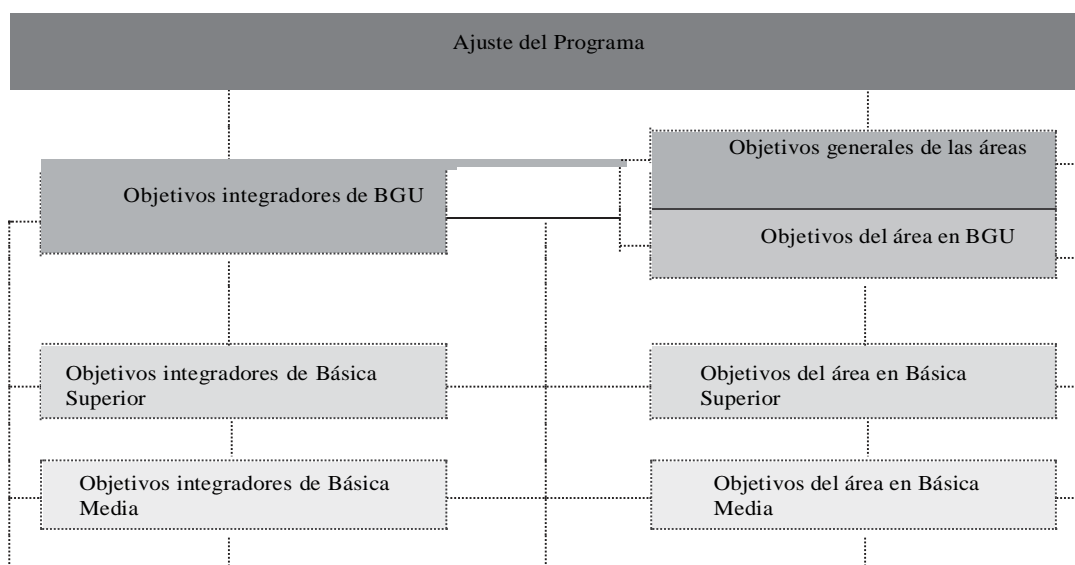 Ajuste del Programa
Objetivos generales de las áreas
Objetivos integradores de BGU
Objetivos del área en BGU
Objetivos integradores de Básica
Superior
Objetivos del área en Básica
Superior
Objetivos integradores de Básica
Media
Objetivos del área en Básica
Media